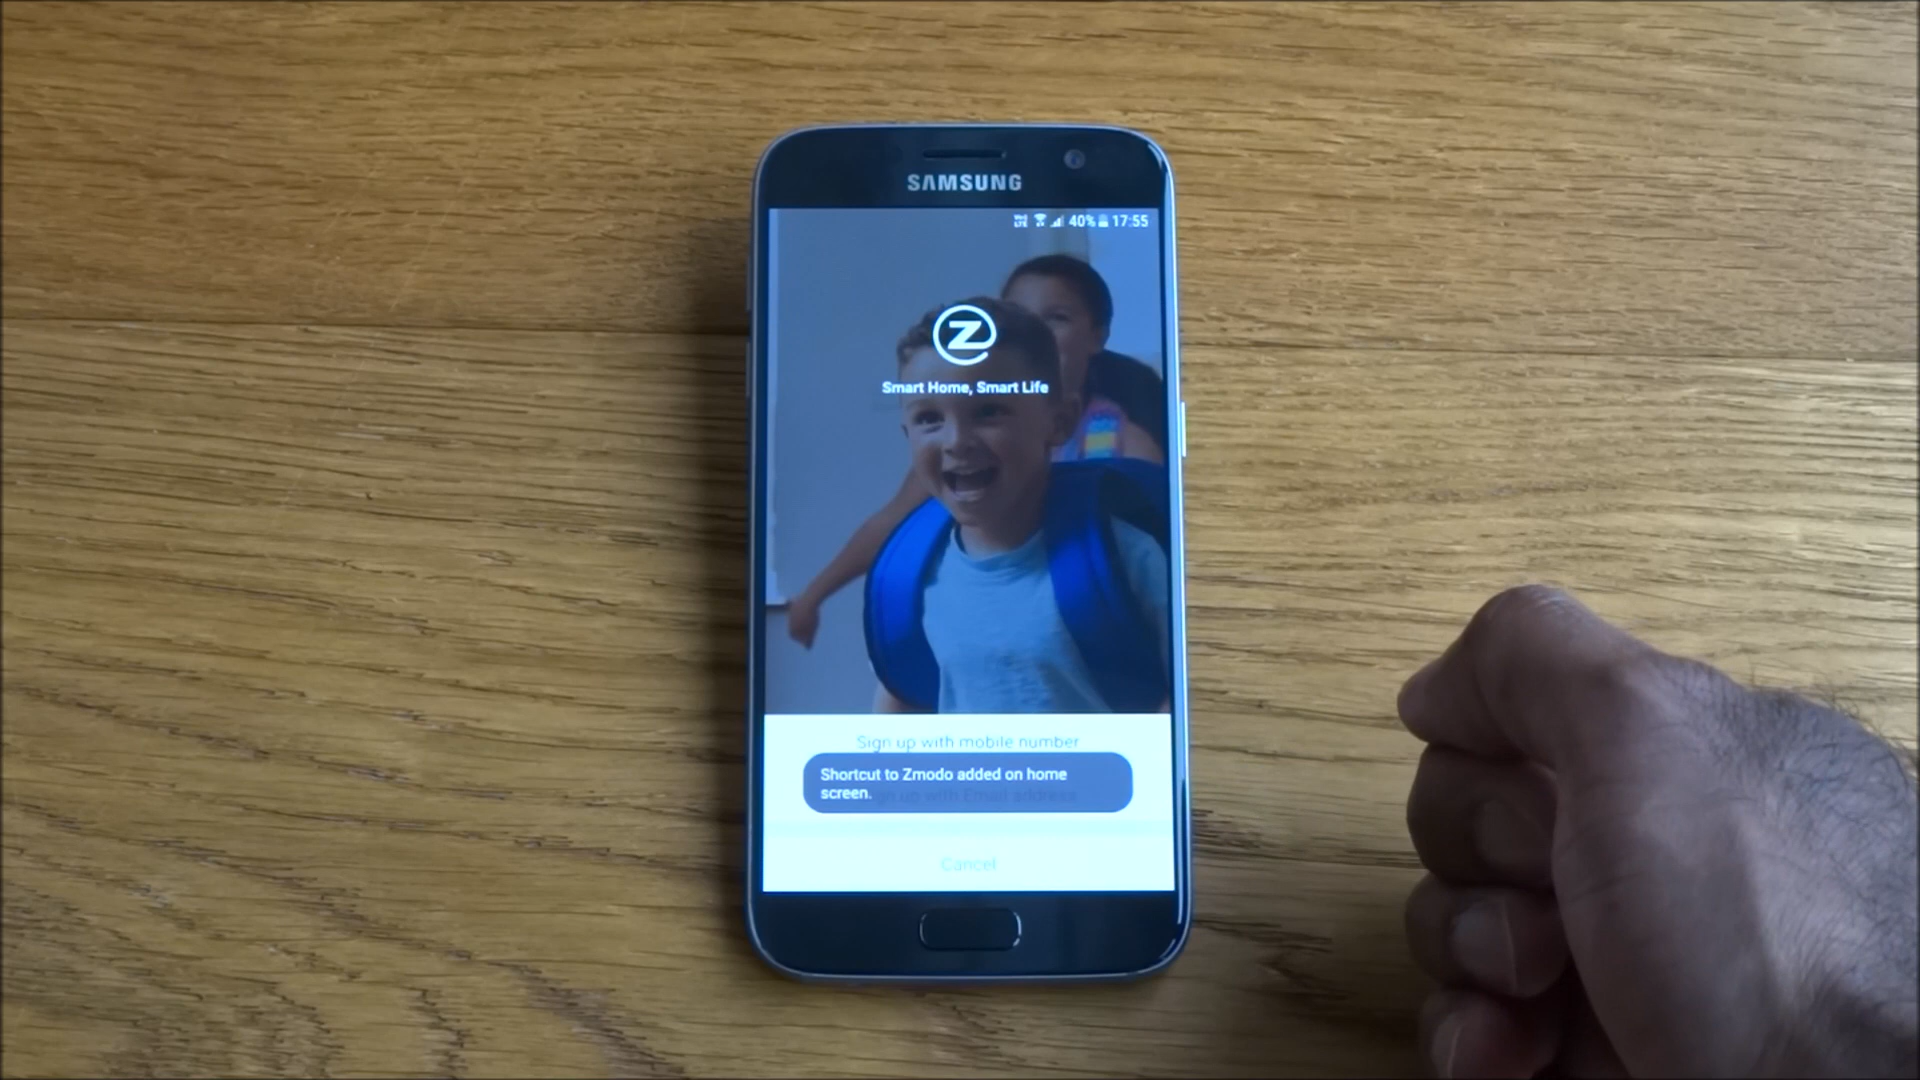 SAMSUNG
VoLTE 40% 17:55
Z
Smart Home, Smart Life
Sign up with mobile number
Shortcut to Zmodo added on home
screen.
Sign up with Email address
Cancel